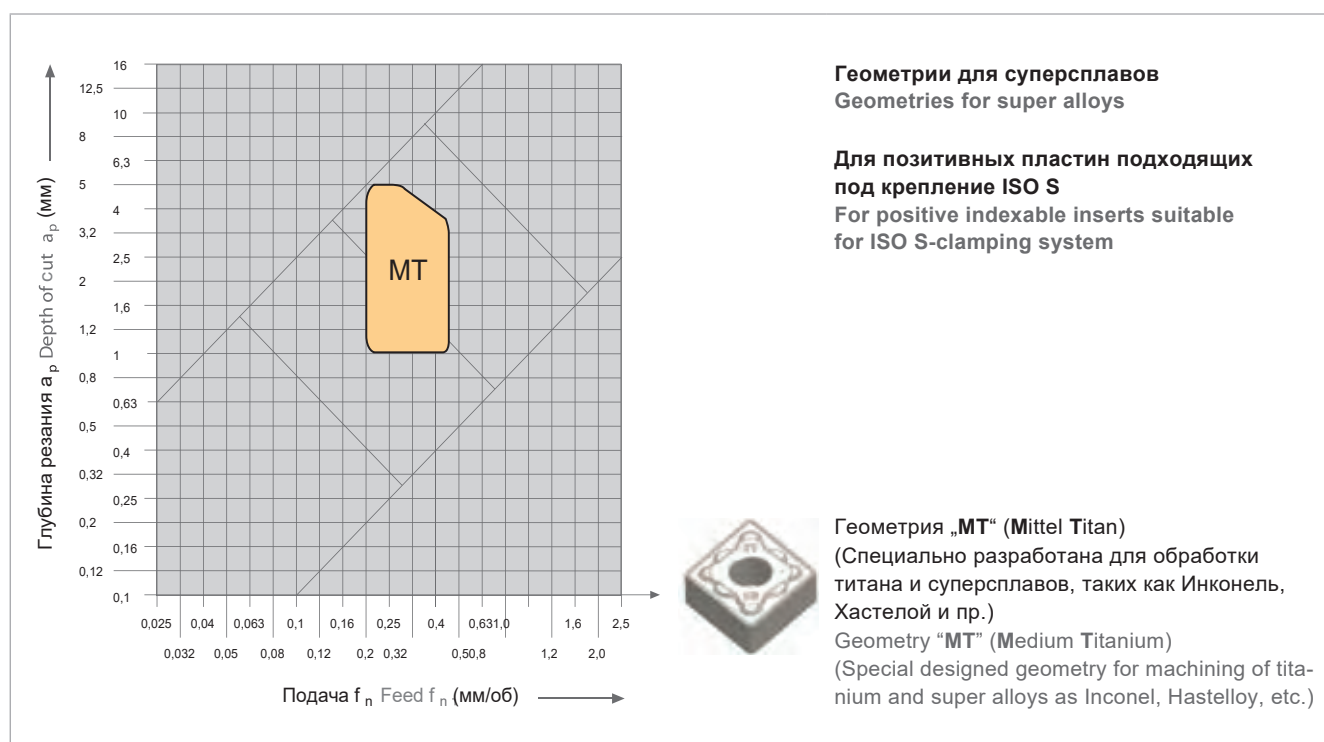 16
12,5
10
8
6,3
5
4
3,2
2,5
2
1,6
1,2
1
0,8
0,63
0,5
0,4
0,32
0,25
0,2
0,16
0,12
0,1
Глубина резания a p Depth of cut a p (мм)
MT
0,025 0,04 0,063 0,1 0,16 0,25 0,4 0,63 1,0 1,6 2,5
0,032 0,05 0,08 0,12 0,2 0,32 0,5 0,8 1,2 2,0
Подача f n Feed f n (мм/об)
Геометрии для суперсплавов
Geometries for super alloys
Для позитивных пластин подходящих
под крепление ISO S
For positive indexable inserts suitable
for ISO S-clamping system
Геометрия „MT“ (Mittel Titan)
(Специально разработана для обработки
титана и суперсплавов, таких как Инконель,
Хастелой и пр.)
Geometry “MT” (Medium Titanium)
(Special designed geometry for machining of tita-
nium and super alloys as Inconel, Hastelloy, etc.)